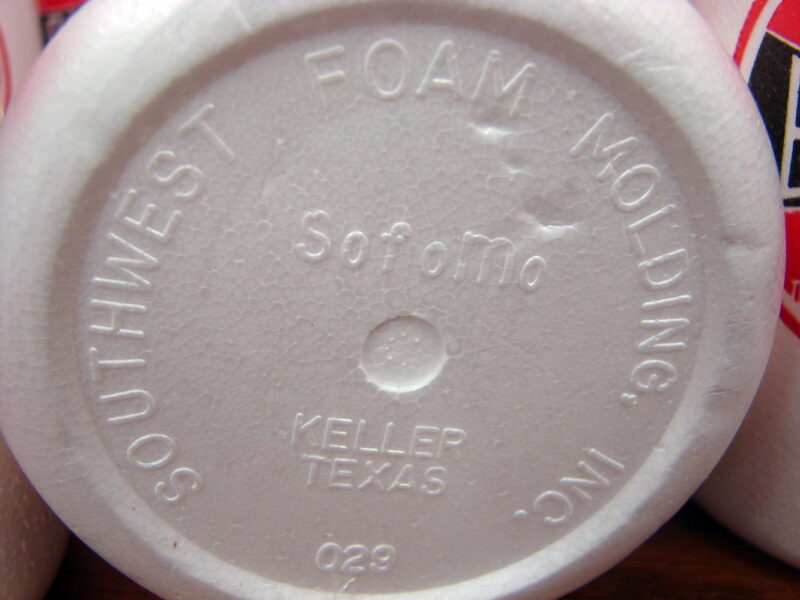 SOUTHWEST FOAM MOLDING, INC.
SofoMo
KELLER
TEXAS
029